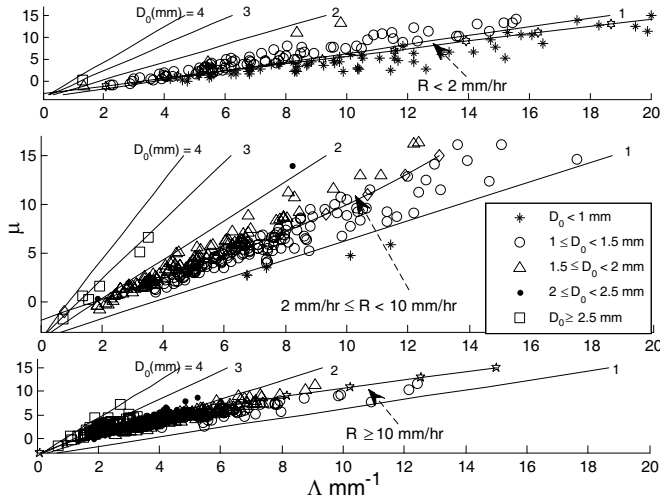 D₀(mm) = 4 3 2 1
15
10
5
0
R < 2 mm/hr
0 2 4 6 8 10 12 14 16 18 20
D₀(mm) = 4 3 2 1
15
10
μ
5
0
2 mm/hr ≤ R < 10 mm/hr
D₀ < 1 mm
1 ≤ D₀ < 1.5 mm
1.5 ≤ D₀ < 2 mm
2 ≤ D₀ < 2.5 mm
D₀ ≥ 2.5 mm
0 2 4 6 8 10 12 14 16 18 20
D₀(mm) = 4 3 2 1
15
10
5
0
R ≥ 10 mm/hr
0 2 4 6 8 10 12 14 16 18 20
Λ mm⁻¹